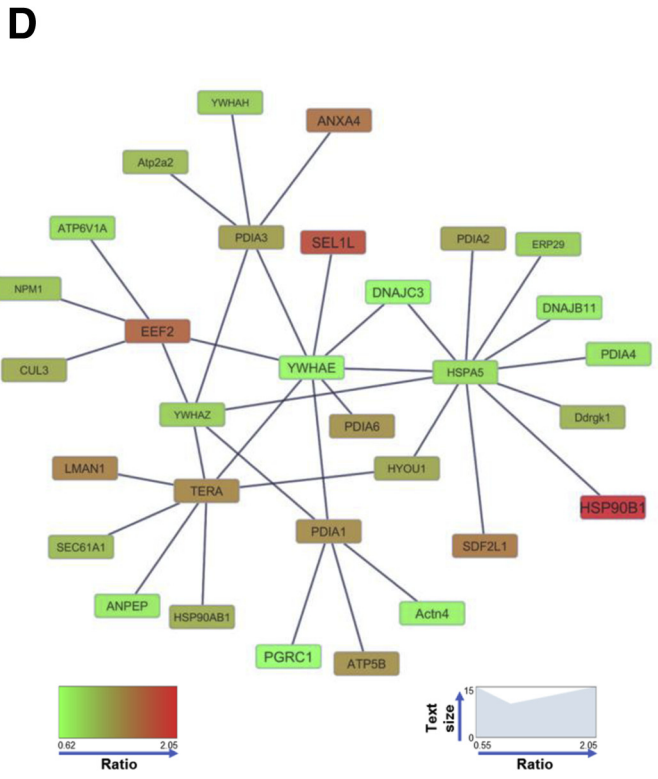 D
YWHAH
ANXA4
Atp2a2
ATP6V1A
PDIA3
SEL1L
PDIA2
ERP29
NPM1
DNAJC3
DNAJB11
EEF2
PDIA4
CUL3
YWHAE
HSPA5
YWHAZ
PDIA6
Ddrgk1
LMAN1
HYOU1
TERA
HSP90B1
PDIA1
SEC61A1
SDF2L1
ANPEP
HSP90AB1
Actn4
PGRC1
ATP5B
0.62 2.05
Ratio
Text
size
15
0
0.55 2.05
Ratio